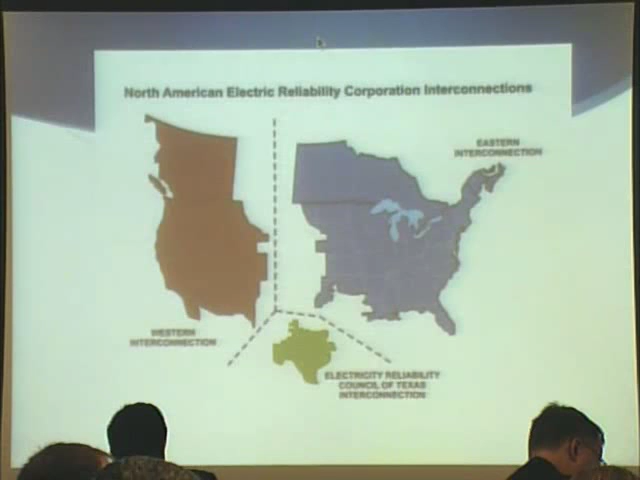 North American Electric Reliability Corporation Interconnections
EASTERN
INTERCONNECTION
WESTERN
INTERCONNECTION
ELECTRICITY RELIABILITY
COUNCIL OF TEXAS
INTERCONNECTION